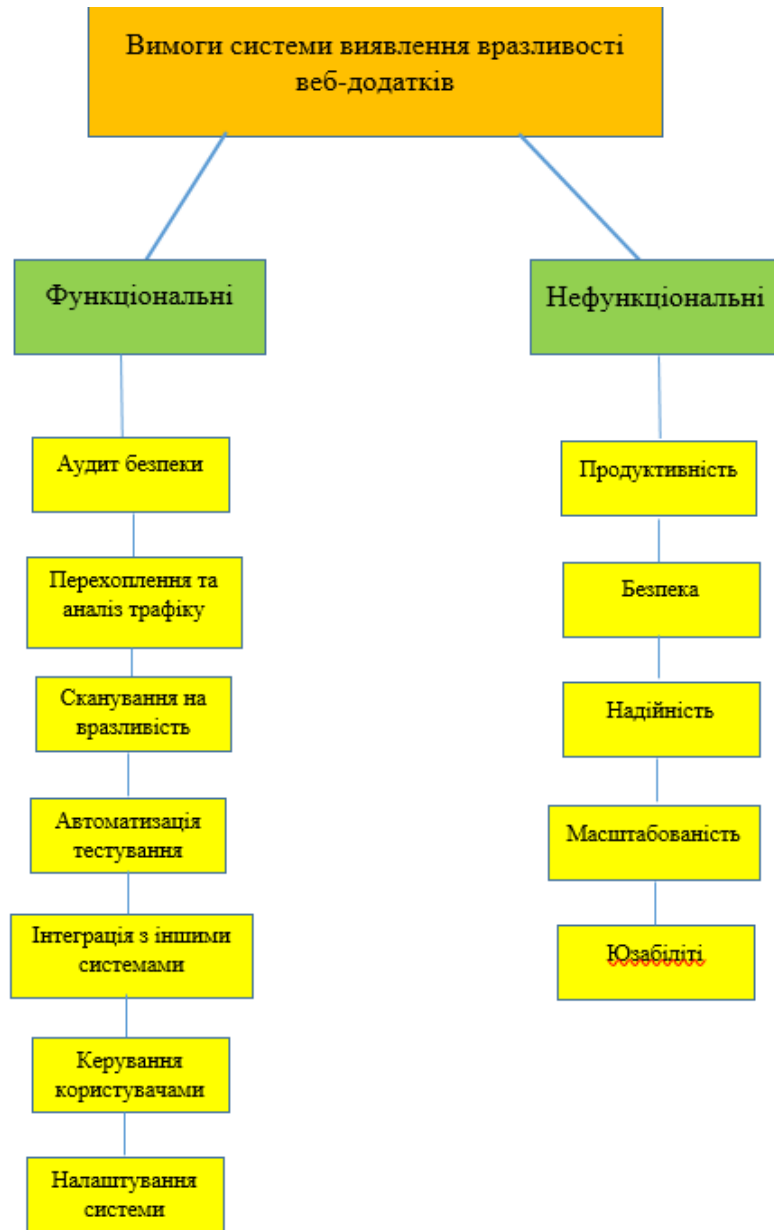 Вимоги системи виявлення вразливості
веб-додатків
Функціональні
Нефункціональні
Аудит безпеки
Перехоплення та
аналіз трафіку
Сканування на
вразливість
Автоматизація
тестування
Інтеграція з іншими
системами
Керування
користувачами
Налаштування
системи
Продуктивність
Безпека
Надійність
Масштабованість
Юзабіліті